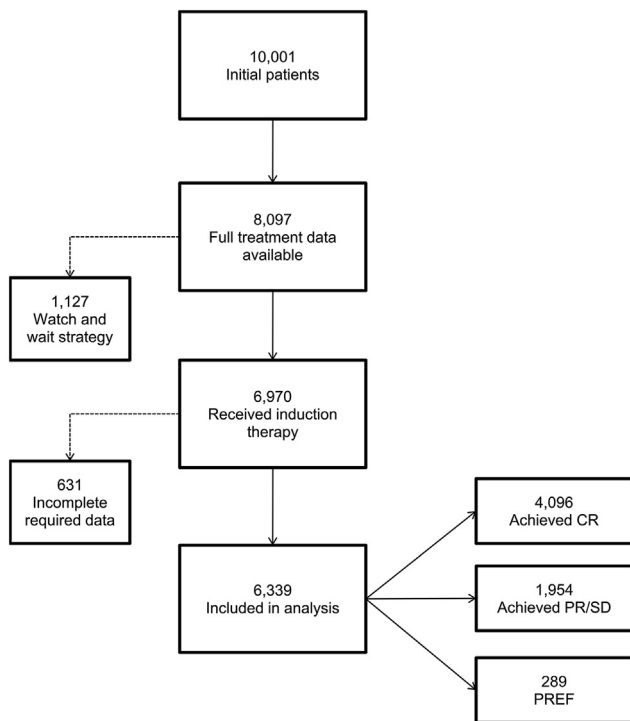 10,001
Initial patients
8,097
Full treatment data
available
1,127
Watch and
wait strategy
6,970
Received induction
therapy
631
Incomplete
required data
6,339
Included in analysis
4,096
Achieved CR
1,954
Achieved PR/SD
289
PREF